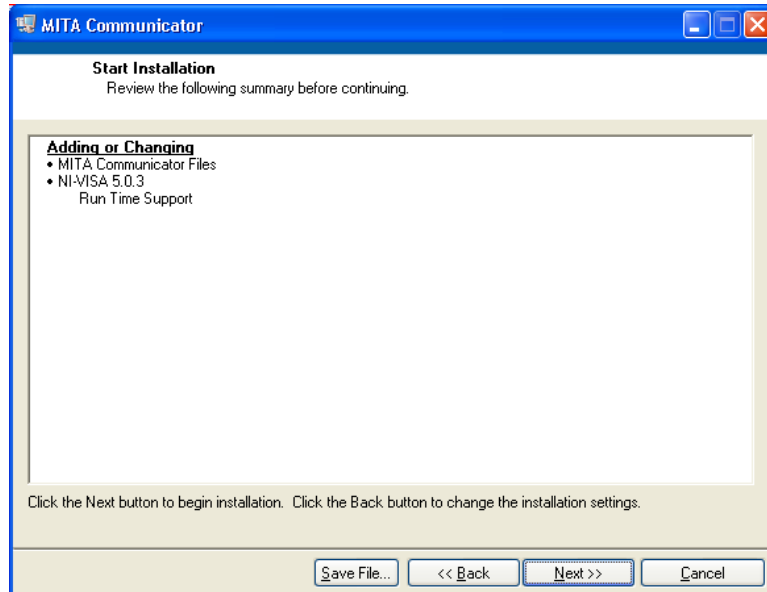 MITA Communicator
Start Installation
Review the following summary before continuing.
Adding or Changing
• MITA Communicator Files
• NI-VISA 5.0.3
Run Time Support
Click the Next button to begin installation. Click the Back button to change the installation settings.
Save File... << Back Next >> Cancel